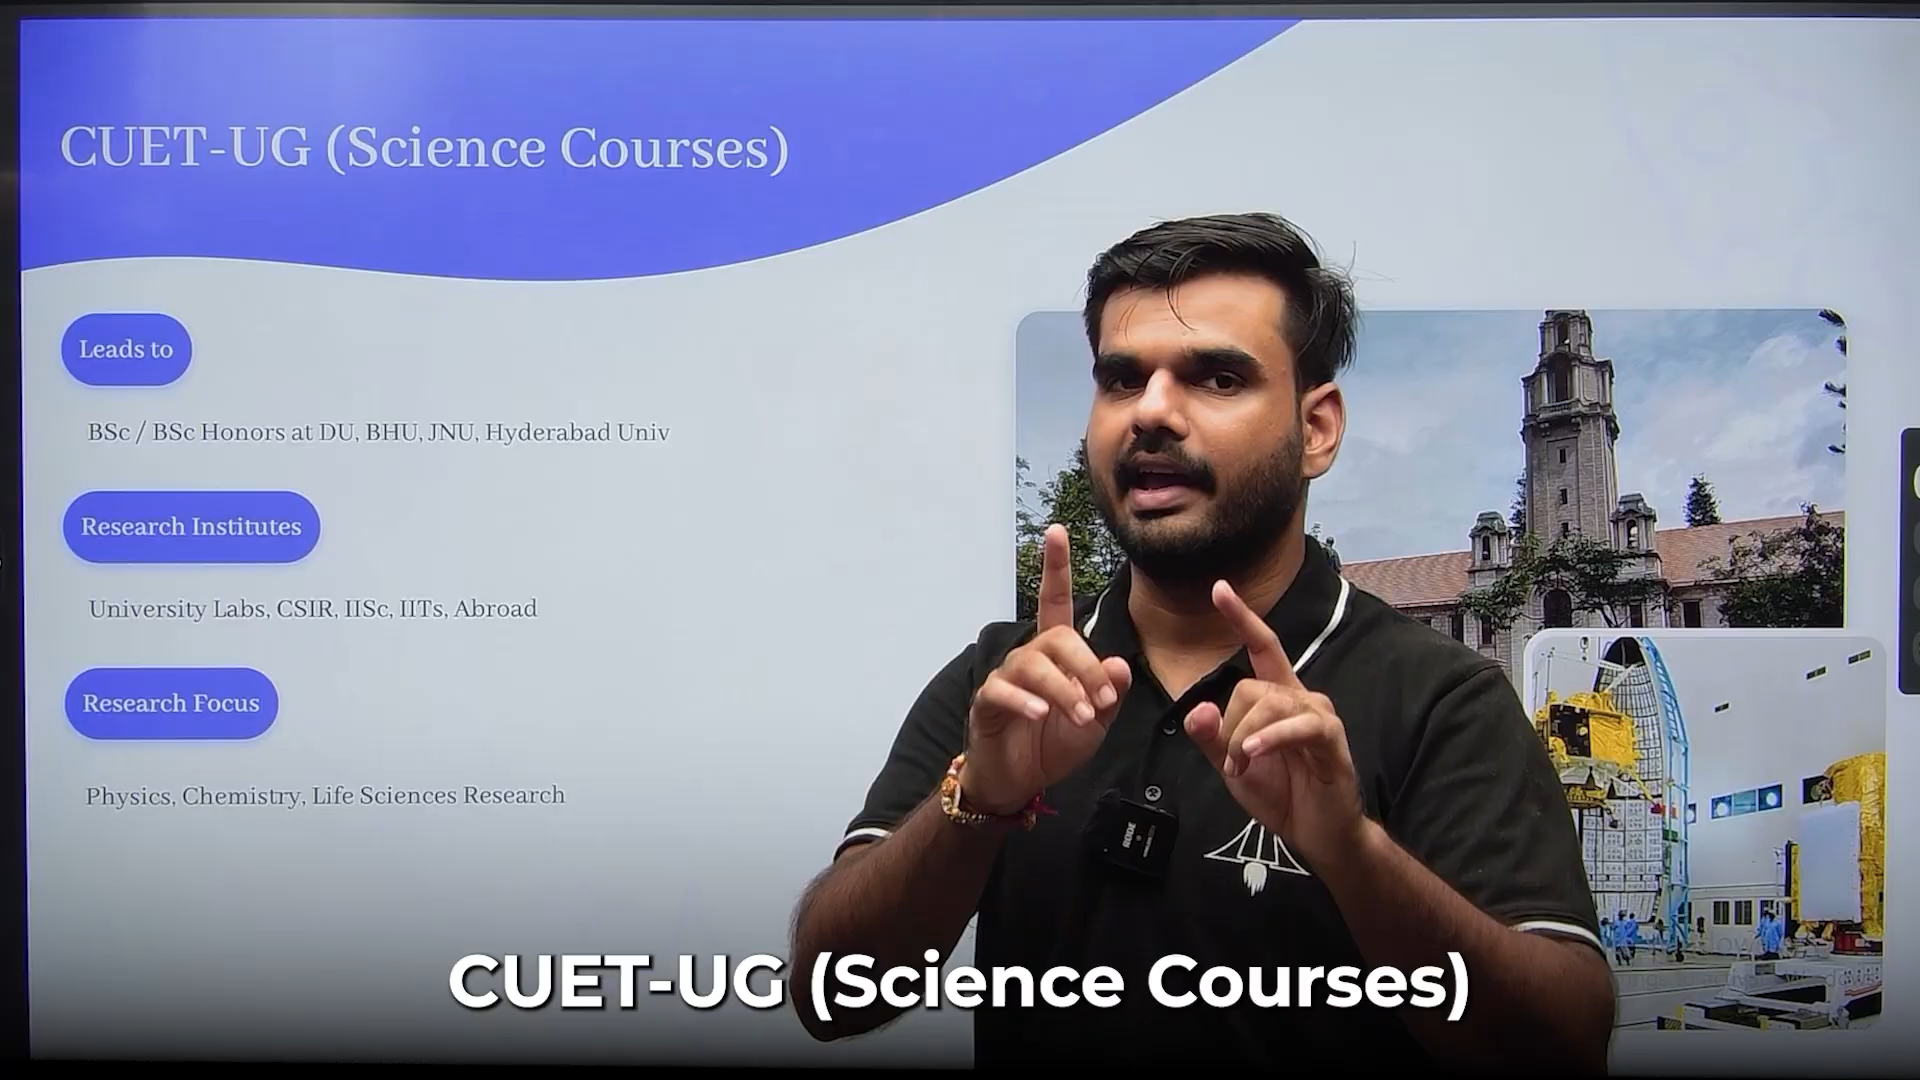 CUET-UG (Science Courses)
Leads to
BSc / BSc Honors at DU, BHU, JNU, Hyderabad Univ
Research Institutes
University Labs, CSIR, IISc, IITs, Abroad
Research Focus
Physics, Chemistry, Life Sciences Research
RODE
CUET-UG (Science Courses)